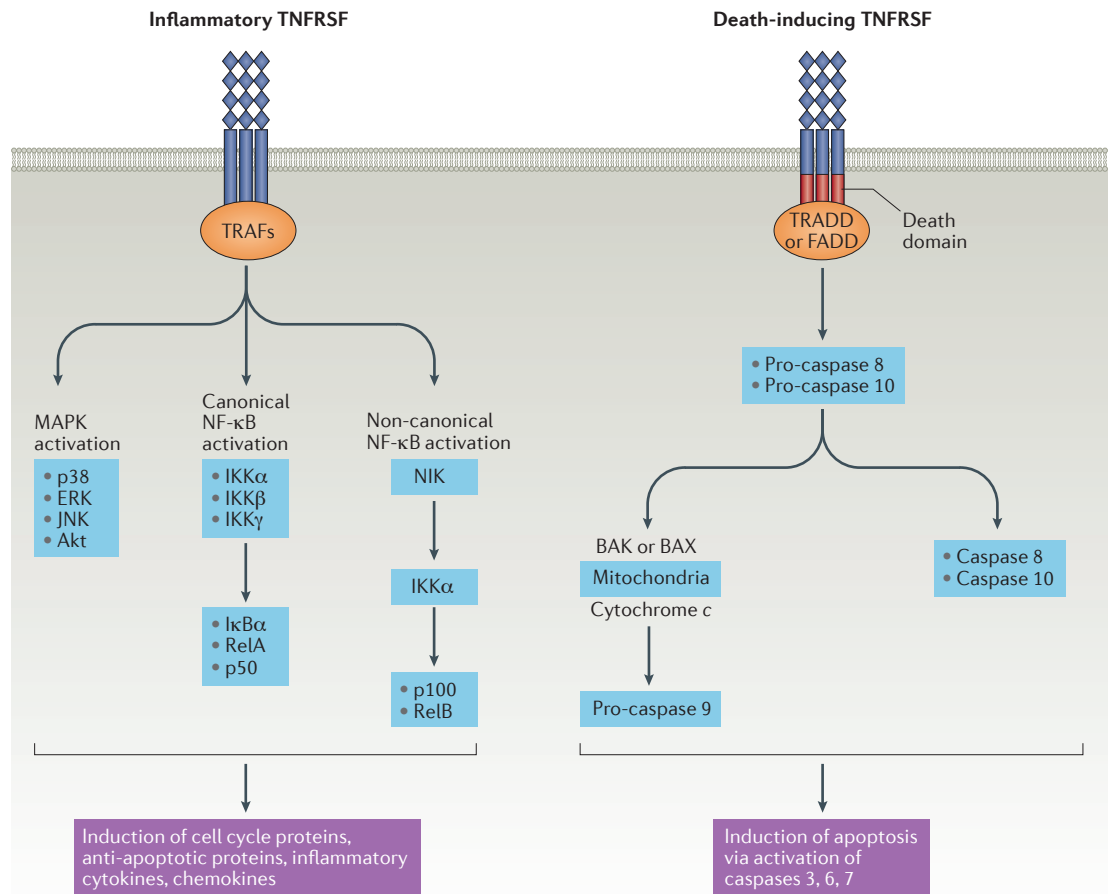 Inflammatory TNFRSF
TRAFs
MAPK
activation
• p38
• ERK
• JNK
• Akt
Canonical
NF-κB
activation
• IKKα
• IKKβ
• IKKγ
• IκBα
• RelA
• p50
Non-canonical
NF-κB activation
NIK
IKKα
• p100
• RelB
Induction of cell cycle proteins,
anti-apoptotic proteins, inflammatory
cytokines, chemokines
Death-inducing TNFRSF
TRADD
or FADD
Death
domain
• Pro-caspase 8
• Pro-caspase 10
BAK or BAX
Mitochondria
Cytochrome c
Pro-caspase 9
• Caspase 8
• Caspase 10
Induction of apoptosis
via activation of
caspases 3, 6, 7